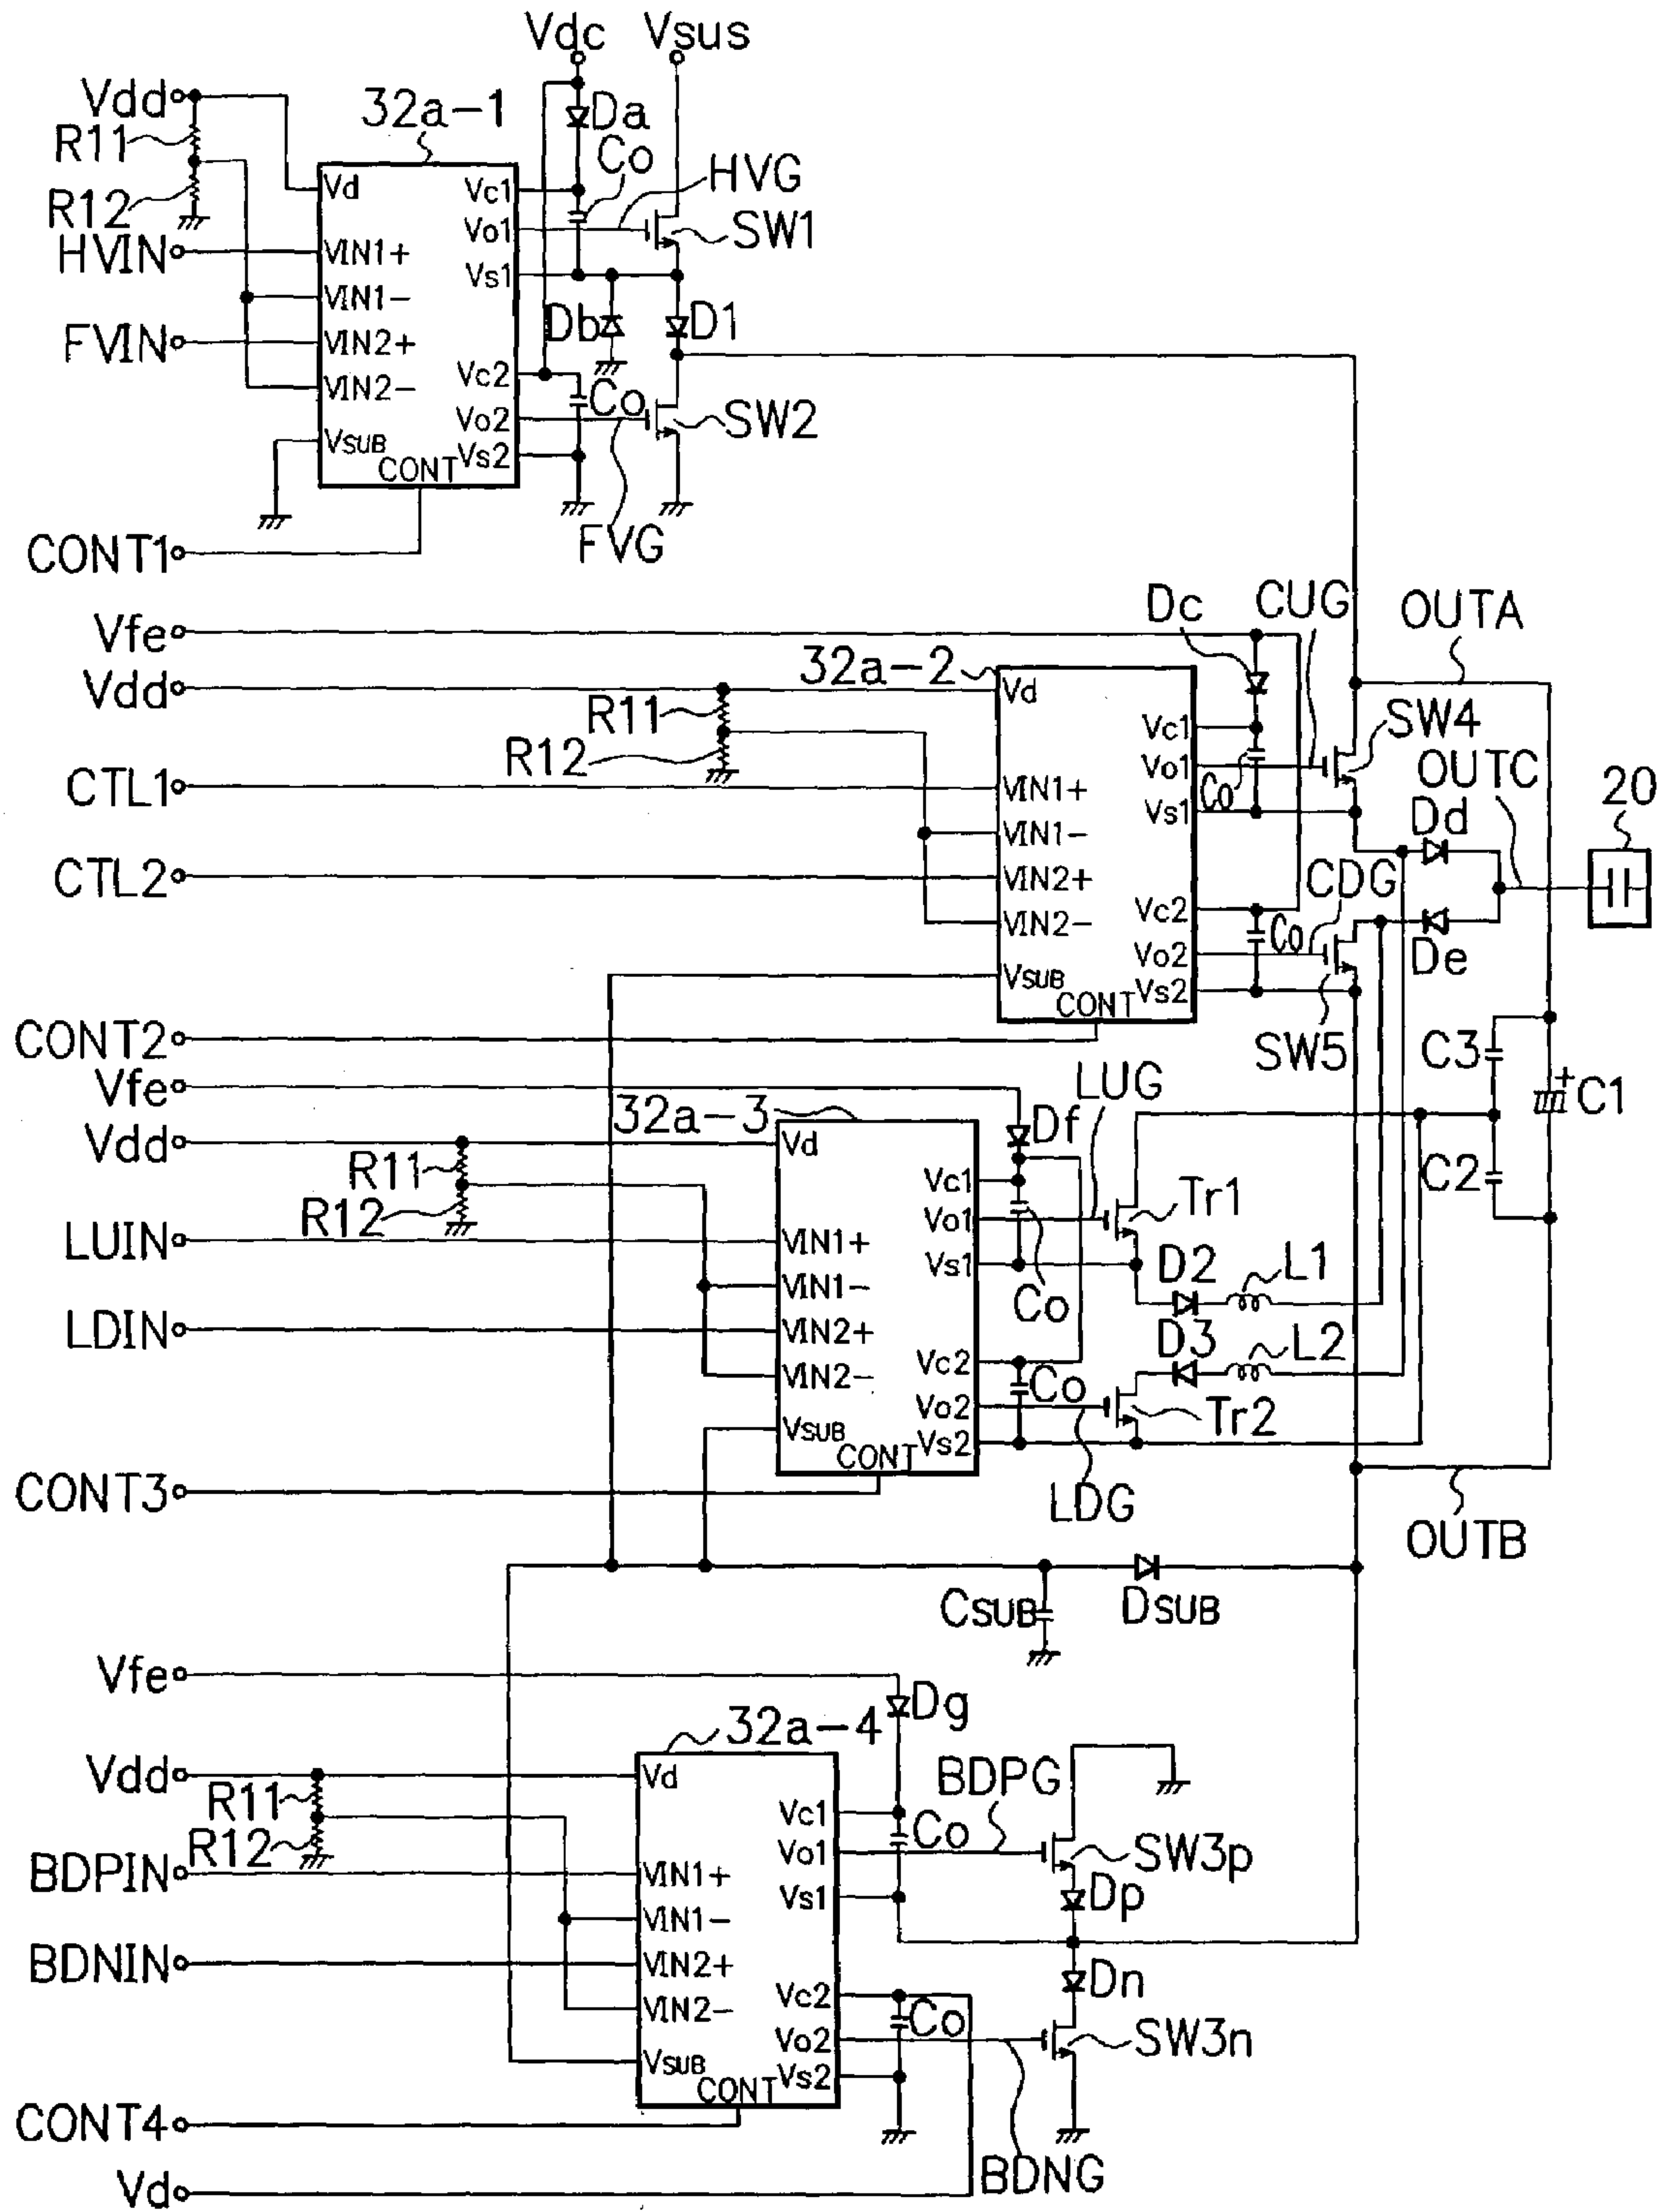 Vdc Vsus
Vdd
32a-1
Da
R11
Co
HVG
R12
Vd
Vc1
Vo1
SW1
HVIN
VIN1+
Vs1
VIN1-
Db
D1
FVIN
VIN2+
VIN2-
Vc2
Co
Vo2
SW2
VSUB
CONT
Vs2
FVG
CONT1
Dc
CUG
OUTA
Vfe
32a-2
Vdd
Vd
R11
SW4
Vc1
R12
Vo1
OUTC
20
CTL1
VIN1+
Co
Vs1
Dd
VIN1-
CTL2
VIN2+
CDG
Vc2
VIN2-
Co
Vo2
De
VSUB
CONT
Vs2
CONT2
SW5
C3
Vfe
LUG
+
C1
32a-3
Df
Vdd
Vd
R11
Vc1
C2
Tr1
R12
Vo1
LUIN
VIN1+
Vs1
D2
L1
VIN1-
Co
LDIN
VIN2+
D3
L2
Vc2
VIN2-
Co
Vo2
Tr2
VSUB
CONT
Vs2
CONT3
LDG
OUTB
CSUB
DSUB
Vfe
Dg
32a-4
Vdd
Vd
BDPG
R11
Vc1
Co
R12
Vo1
SW3p
BDPIN
VIN1+
Vs1
Dp
VIN1-
BDNIN
VIN2+
Dn
Vc2
VIN2-
Co
Vo2
SW3n
VSUB
Vs2
CONT
CONT4
BDNG
Vd